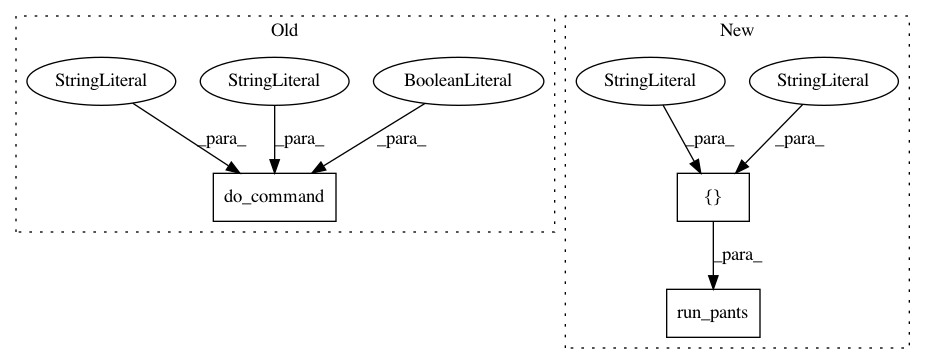 Old
New
StringLiteral
StringLiteral
BooleanLiteral
StringLiteral
StringLiteral
_para_
_para_
_para_
_para_
_para_
do_command
{}
_para_
run_pants